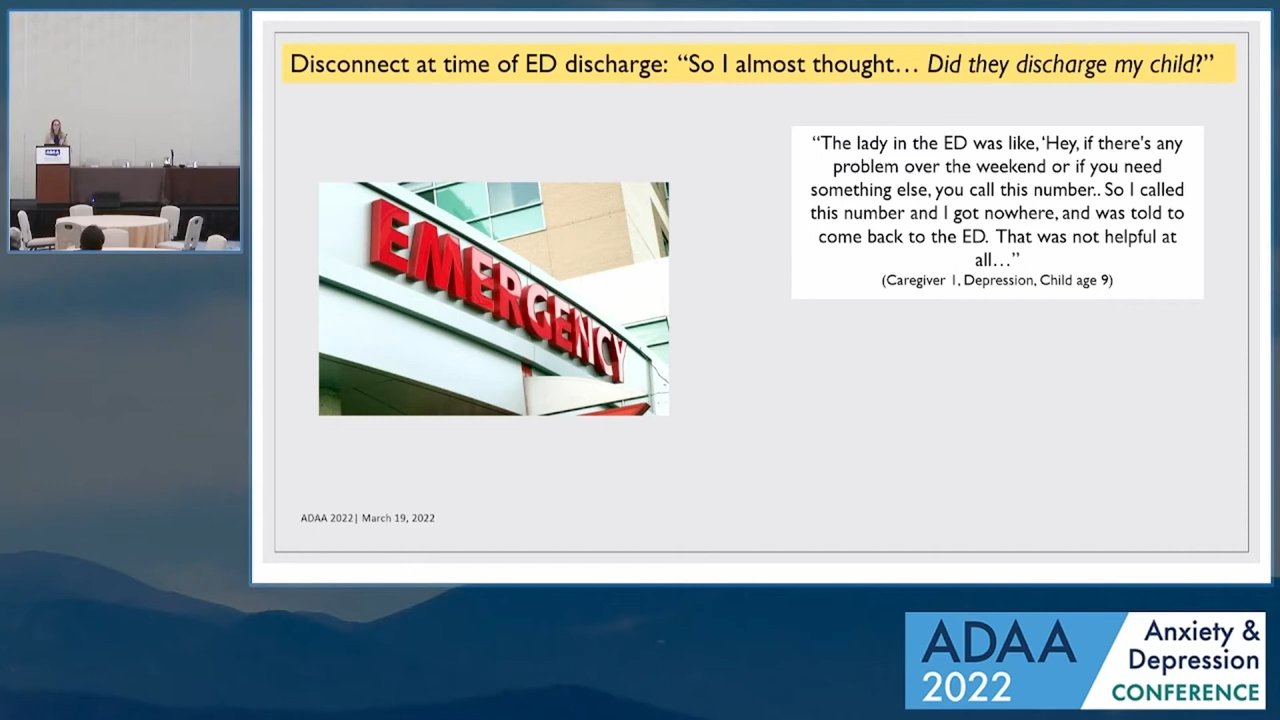 Disconnect at time of ED discharge: “So I almost thought… Did they discharge my child?”
“The lady in the ED was like, ‘Hey, if there's any
problem over the weekend or if you need
something else, you call this number.. So I called
this number and I got nowhere, and was told to
come back to the ED. That was not helpful at
all…”
(Caregiver 1, Depression, Child age 9)
EMERGENCY
ADAA 2022| March 19, 2022
ADAA
2022
Anxiety &
Depression
CONFERENCE